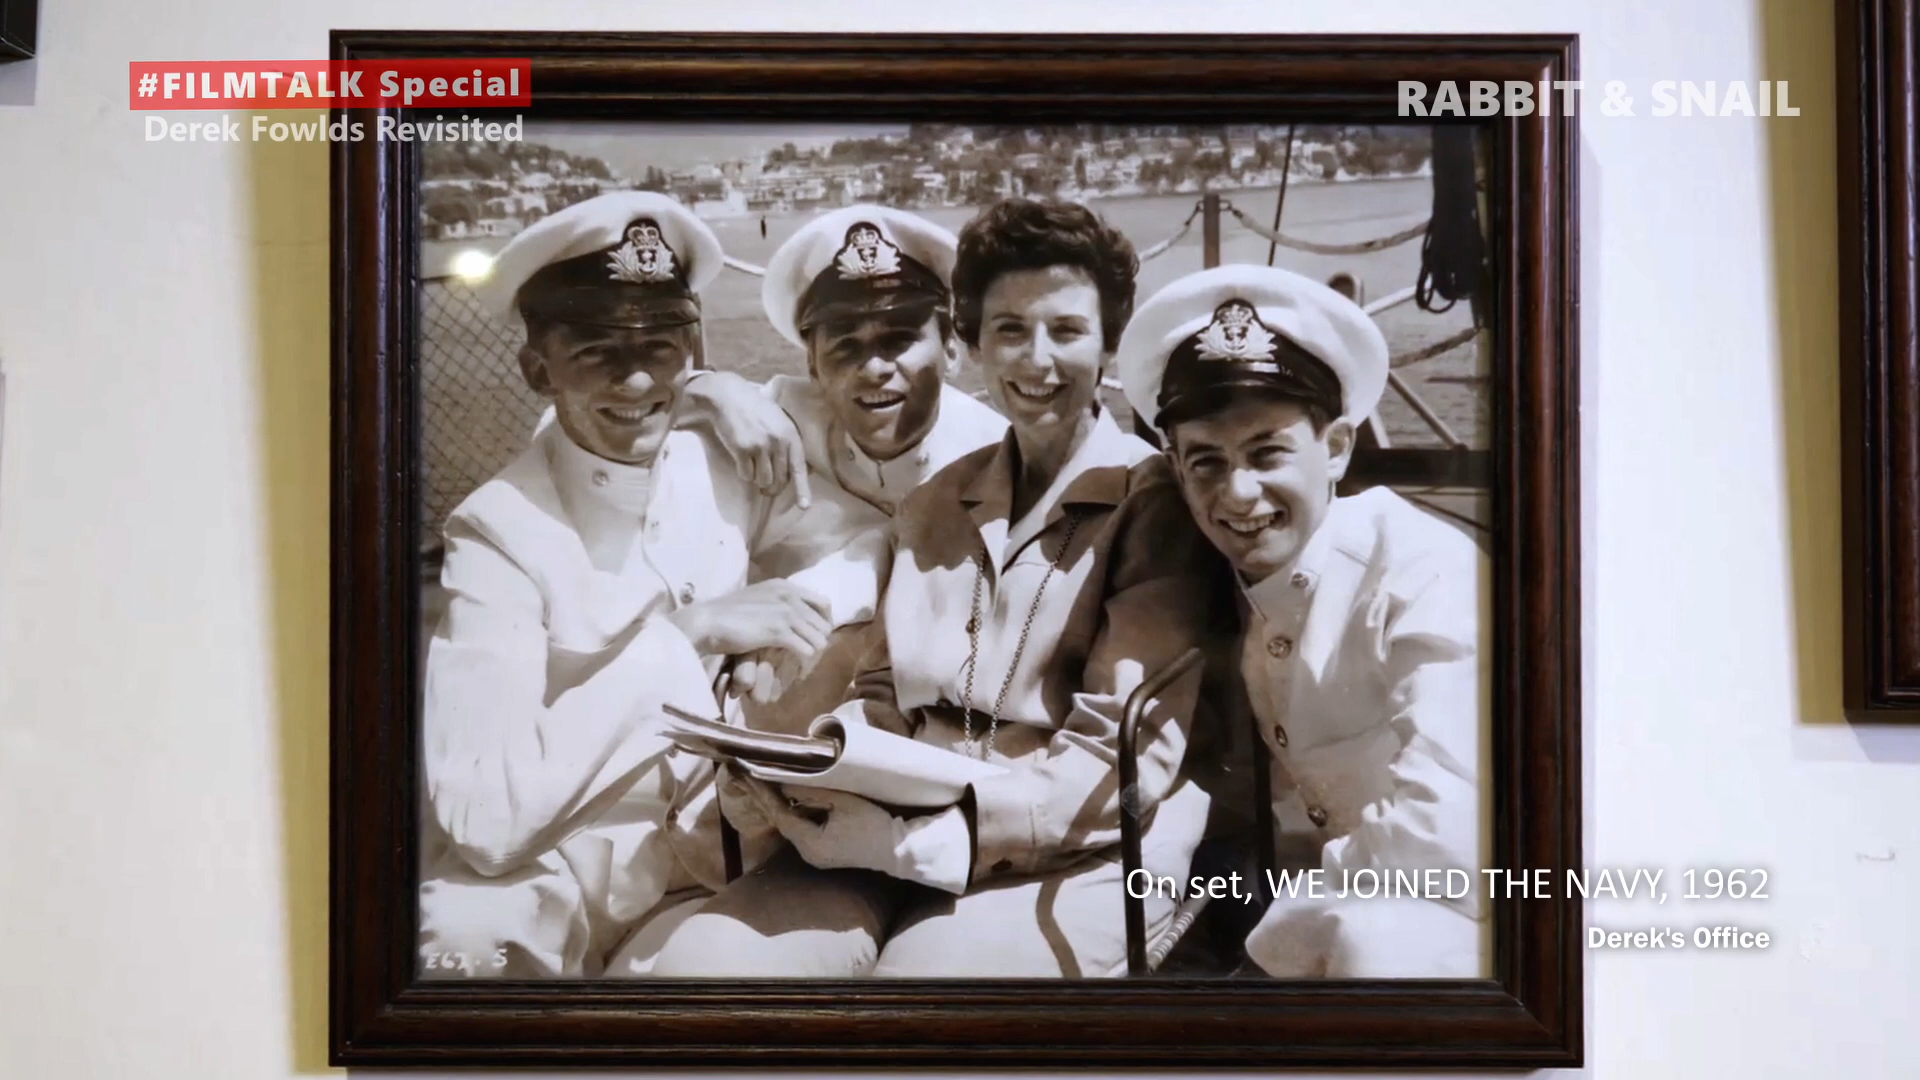 #FILMTALK Special
Derek Fowlds Revisited
RABBIT & SNAIL
On set, WE JOINED THE NAVY, 1962
Derek's Office